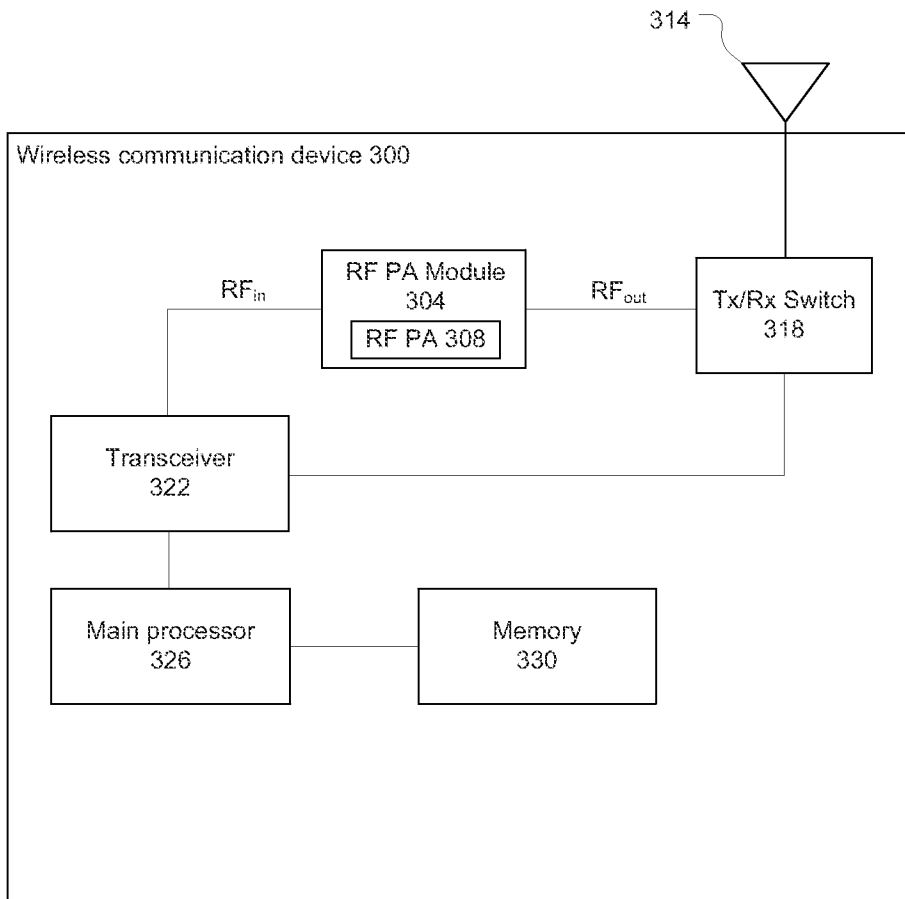 314
Wireless communication device 300
RF PA Module
304
RF PA 308
RFin
RFout
Tx/Rx Switch
318
Transceiver
322
Main processor
326
Memory
330